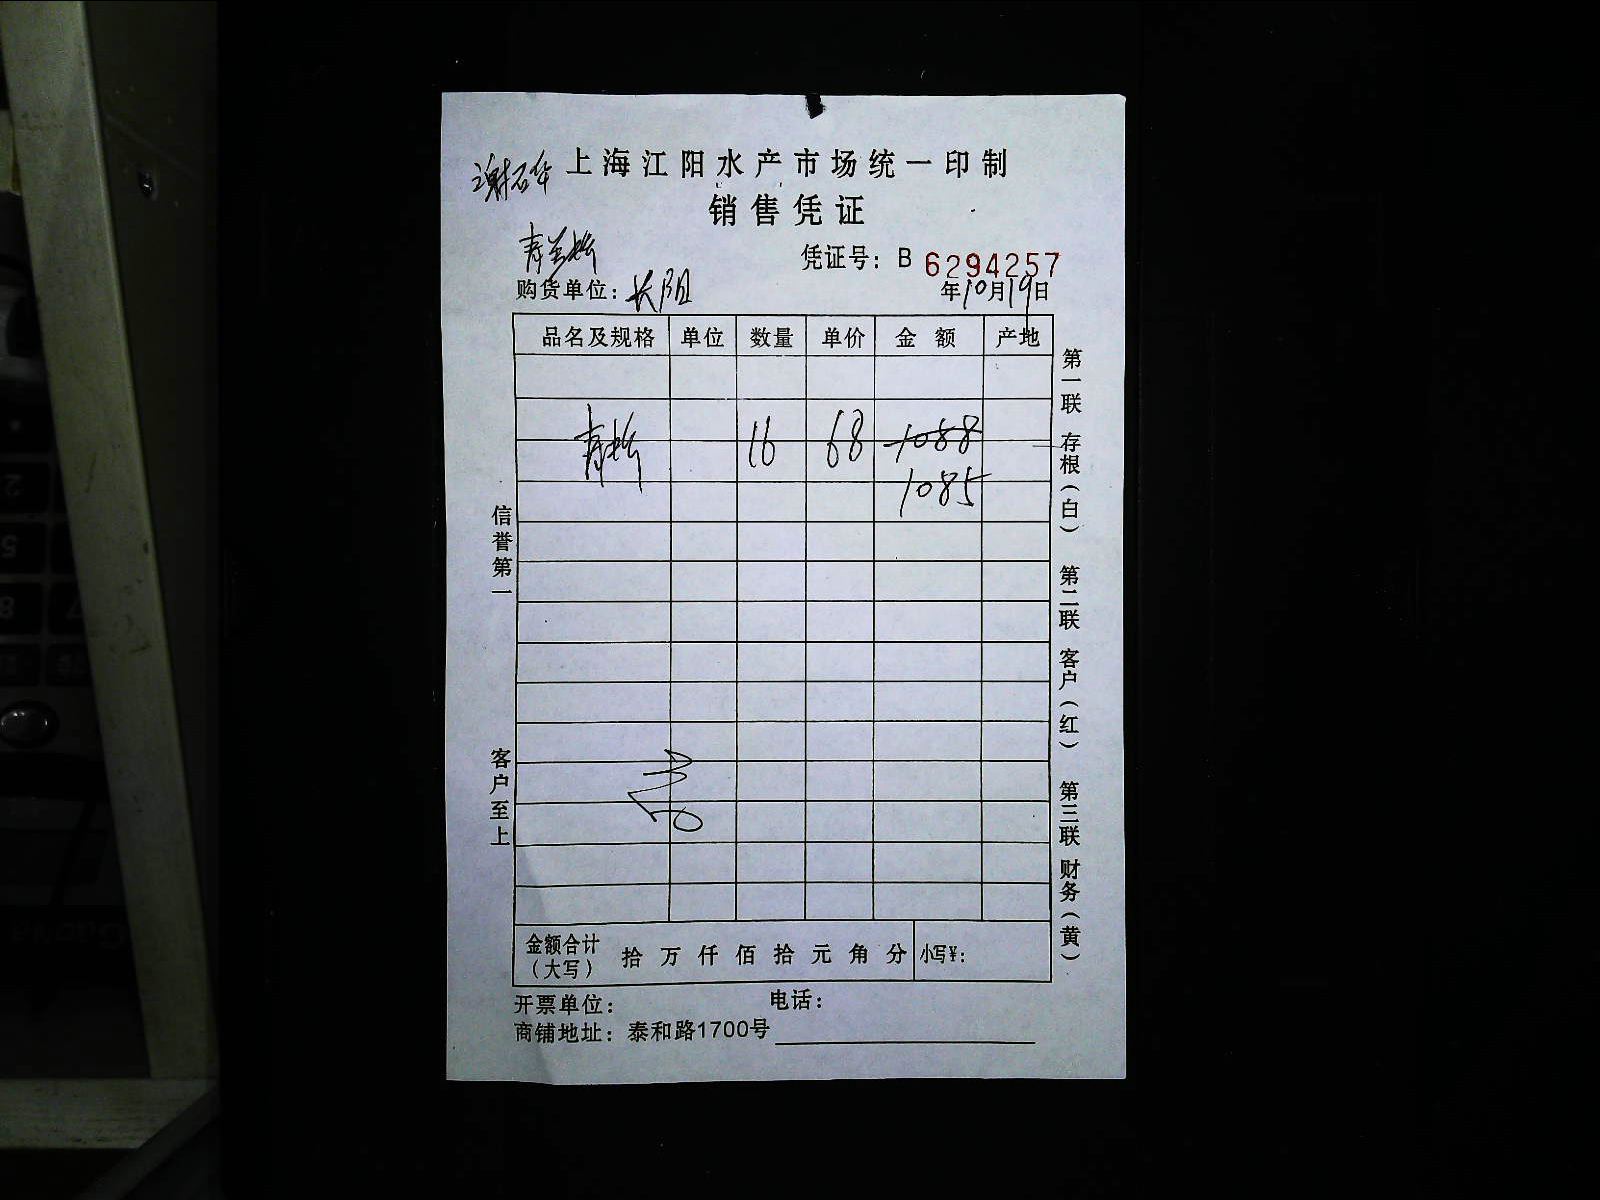 谢石华 上海江阳水产市场统一印制
销售凭证
凭证号：B 6294257
购货单位：长阳
年10月19日
品名及规格 单位 数量 单价 金额 产地
16 68 1088
1085
信誉第一
客户至上
第一联 存根（白） 第二联 客户（红） 第三联 财务（黄）
金额合计（大写） 拾 万 仟 佰 拾 元 角 分 小写¥：
开票单位： 电话：
商铺地址：泰和路1700号